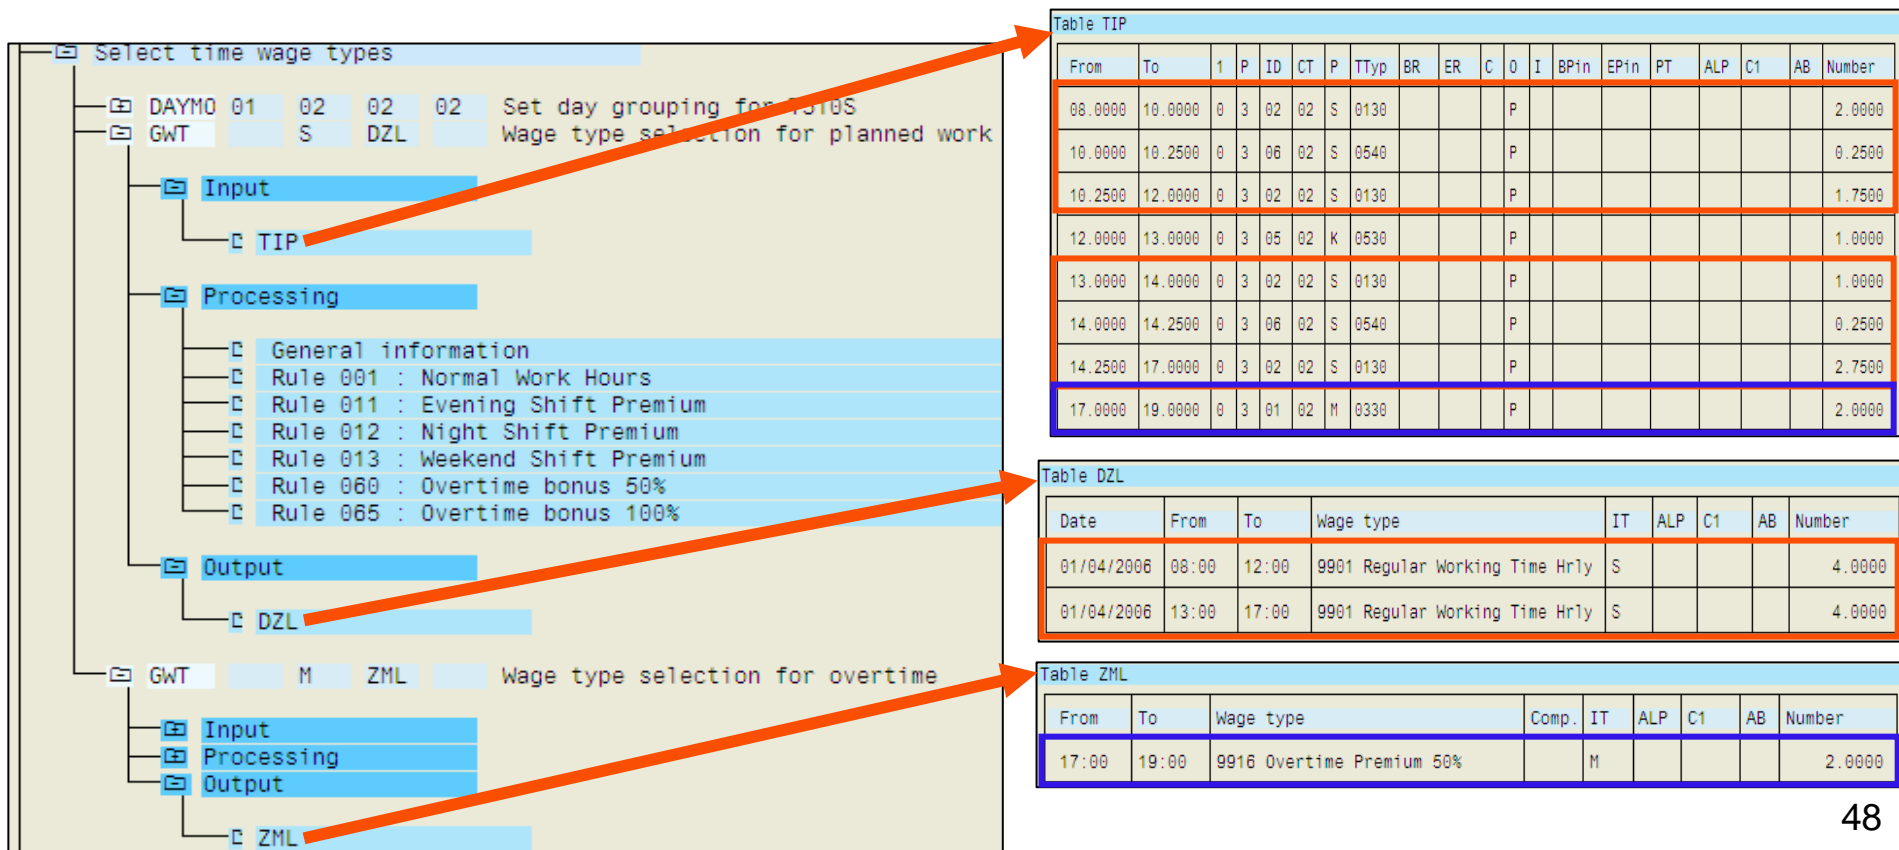 Select time wage types
DAYMO 01 02 02 02 Set day grouping for T510S
GWT S DZL Wage type selection for planned work
Input
TIP
Processing
General information
Rule 001 : Normal Work Hours
Rule 011 : Evening Shift Premium
Rule 012 : Night Shift Premium
Rule 013 : Weekend Shift Premium
Rule 060 : Overtime bonus 50%
Rule 065 : Overtime bonus 100%
Output
DZL
GWT M ZML Wage type selection for overtime
Input
Processing
Output
ZML
Table TIP
From To 1 P ID CT P TTyp BR ER C O I BPin EPin PT ALP C1 AB Number
08.0000 10.0000 0 3 02 02 S 0130 P 2.0000
10.0000 10.2500 0 3 06 02 S 0540 P 0.2500
10.2500 12.0000 0 3 02 02 S 0130 P 1.7500
12.0000 13.0000 0 3 05 02 K 0530 P 1.0000
13.0000 14.0000 0 3 02 02 S 0130 P 1.0000
14.0000 14.2500 0 3 06 02 S 0540 P 0.2500
14.2500 17.0000 0 3 02 02 S 0130 P 2.7500
17.0000 19.0000 0 3 01 02 M 0330 P 2.0000
Table DZL
Date From To Wage type IT ALP C1 AB Number
01/04/2006 08:00 12:00 9901 Regular Working Time Hrly S 4.0000
01/04/2006 13:00 17:00 9901 Regular Working Time Hrly S 4.0000
Table ZML
From To Wage type Comp. IT ALP C1 AB Number
17:00 19:00 9916 Overtime Premium 50% M 2.0000
48